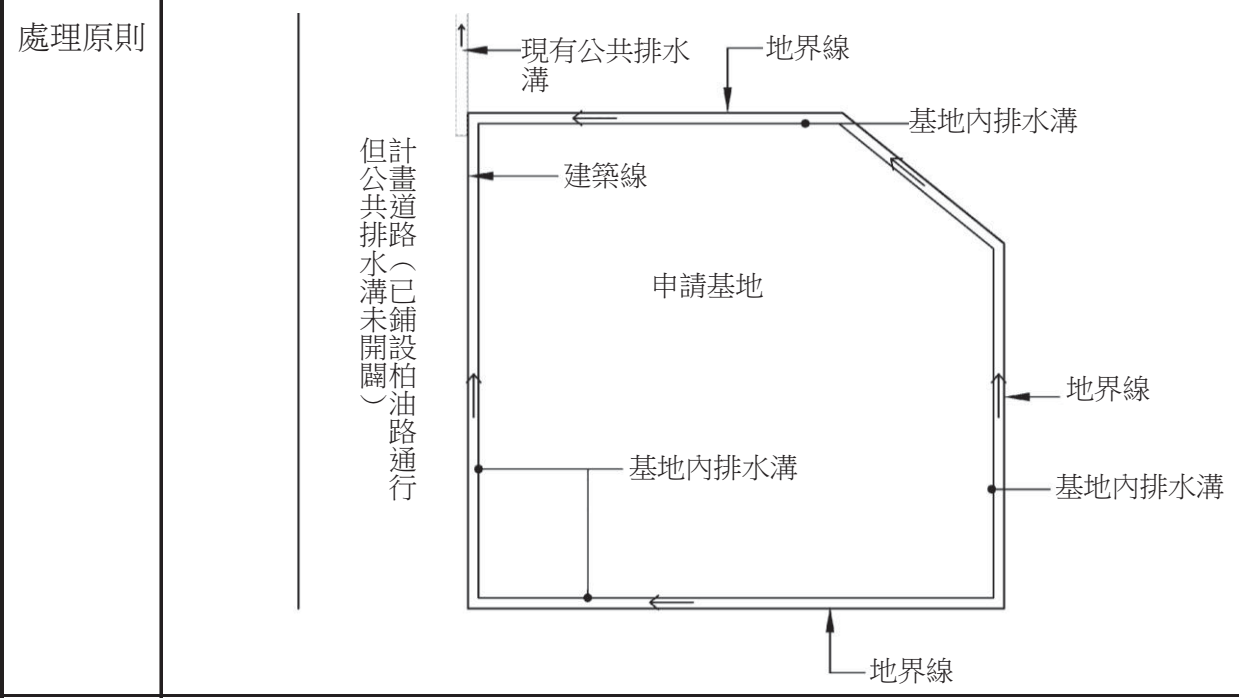 處理原則
現有公共排水
溝
地界線
基地內排水溝
建築線
計畫道路（已鋪設柏油路通行
但公共排水溝未開闢）
申請基地
地界線
基地內排水溝
基地內排水溝
地界線